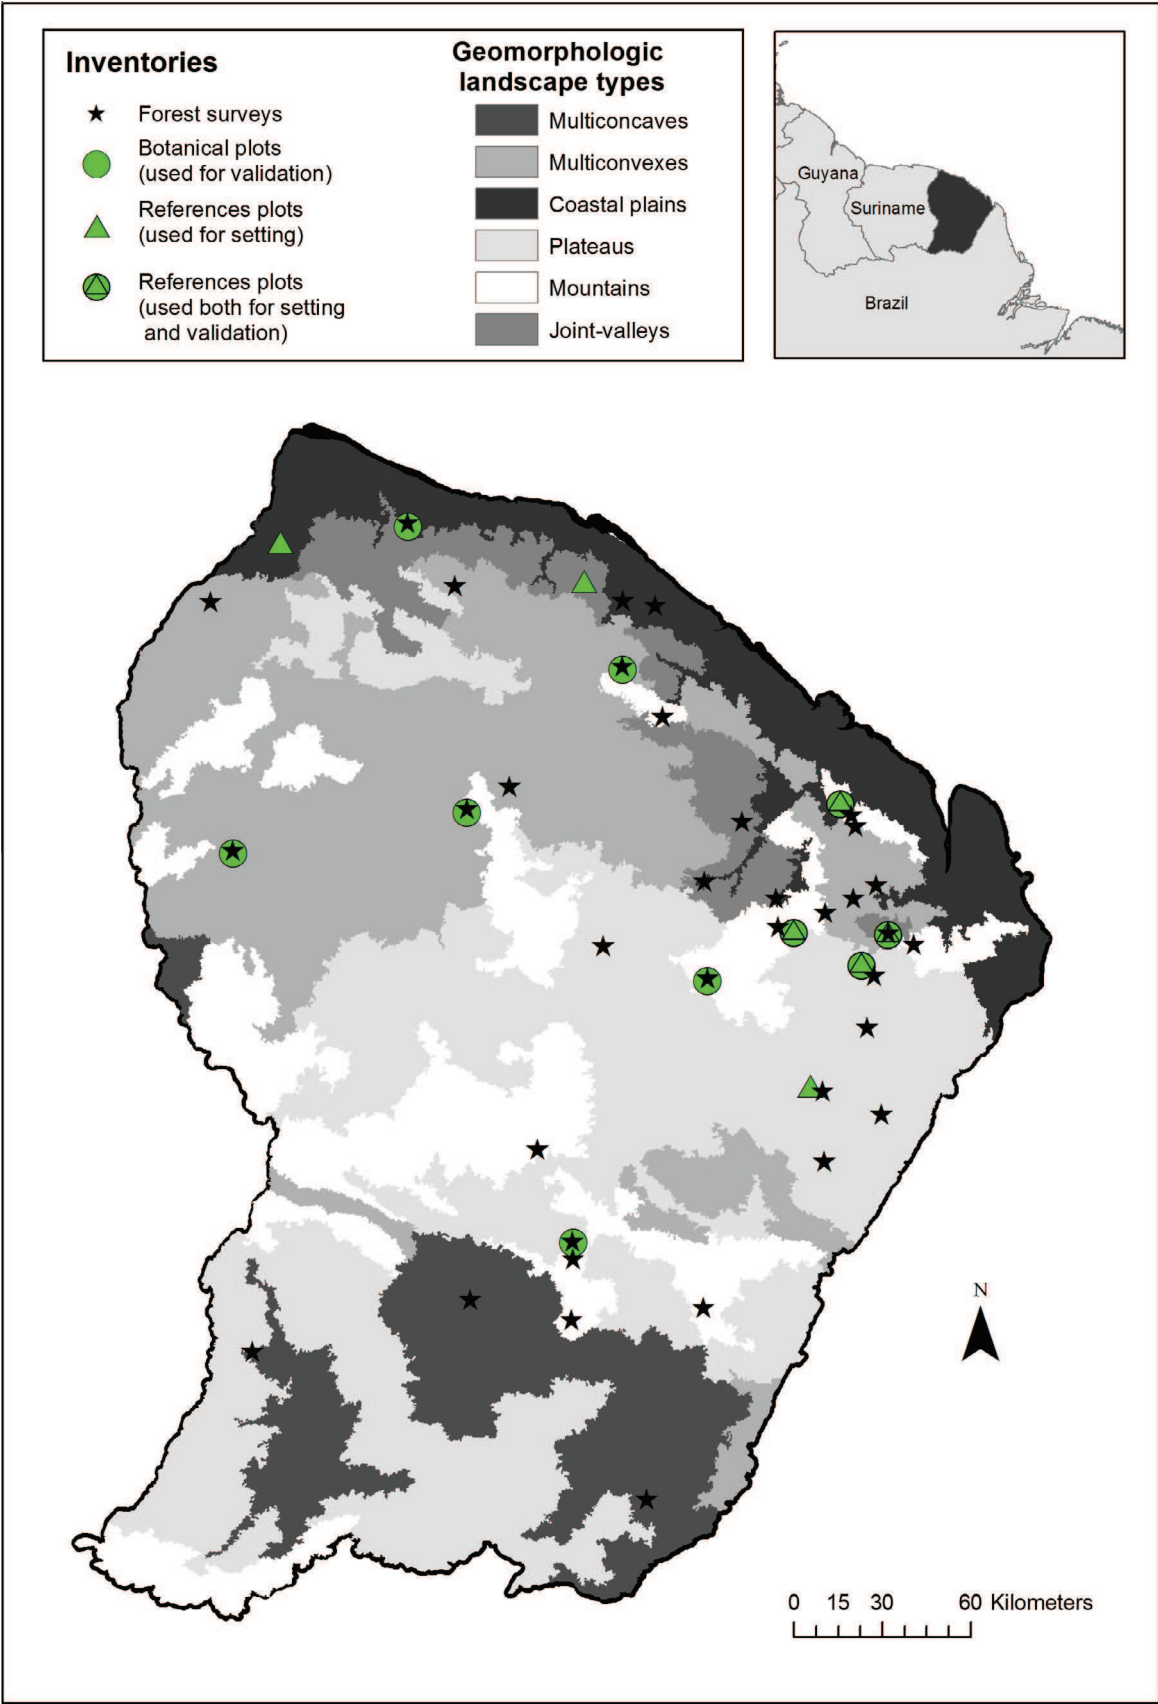 Inventories
Forest surveys
Botanical plots
(used for validation)
References plots
(used for setting)
References plots
(used both for setting
and validation)
Geomorphologic
landscape types
Multiconcaves
Multiconvexes
Coastal plains
Plateaus
Mountains
Joint-valleys
Guyana
Suriname
Brazil
N
0 15 30 60 Kilometers